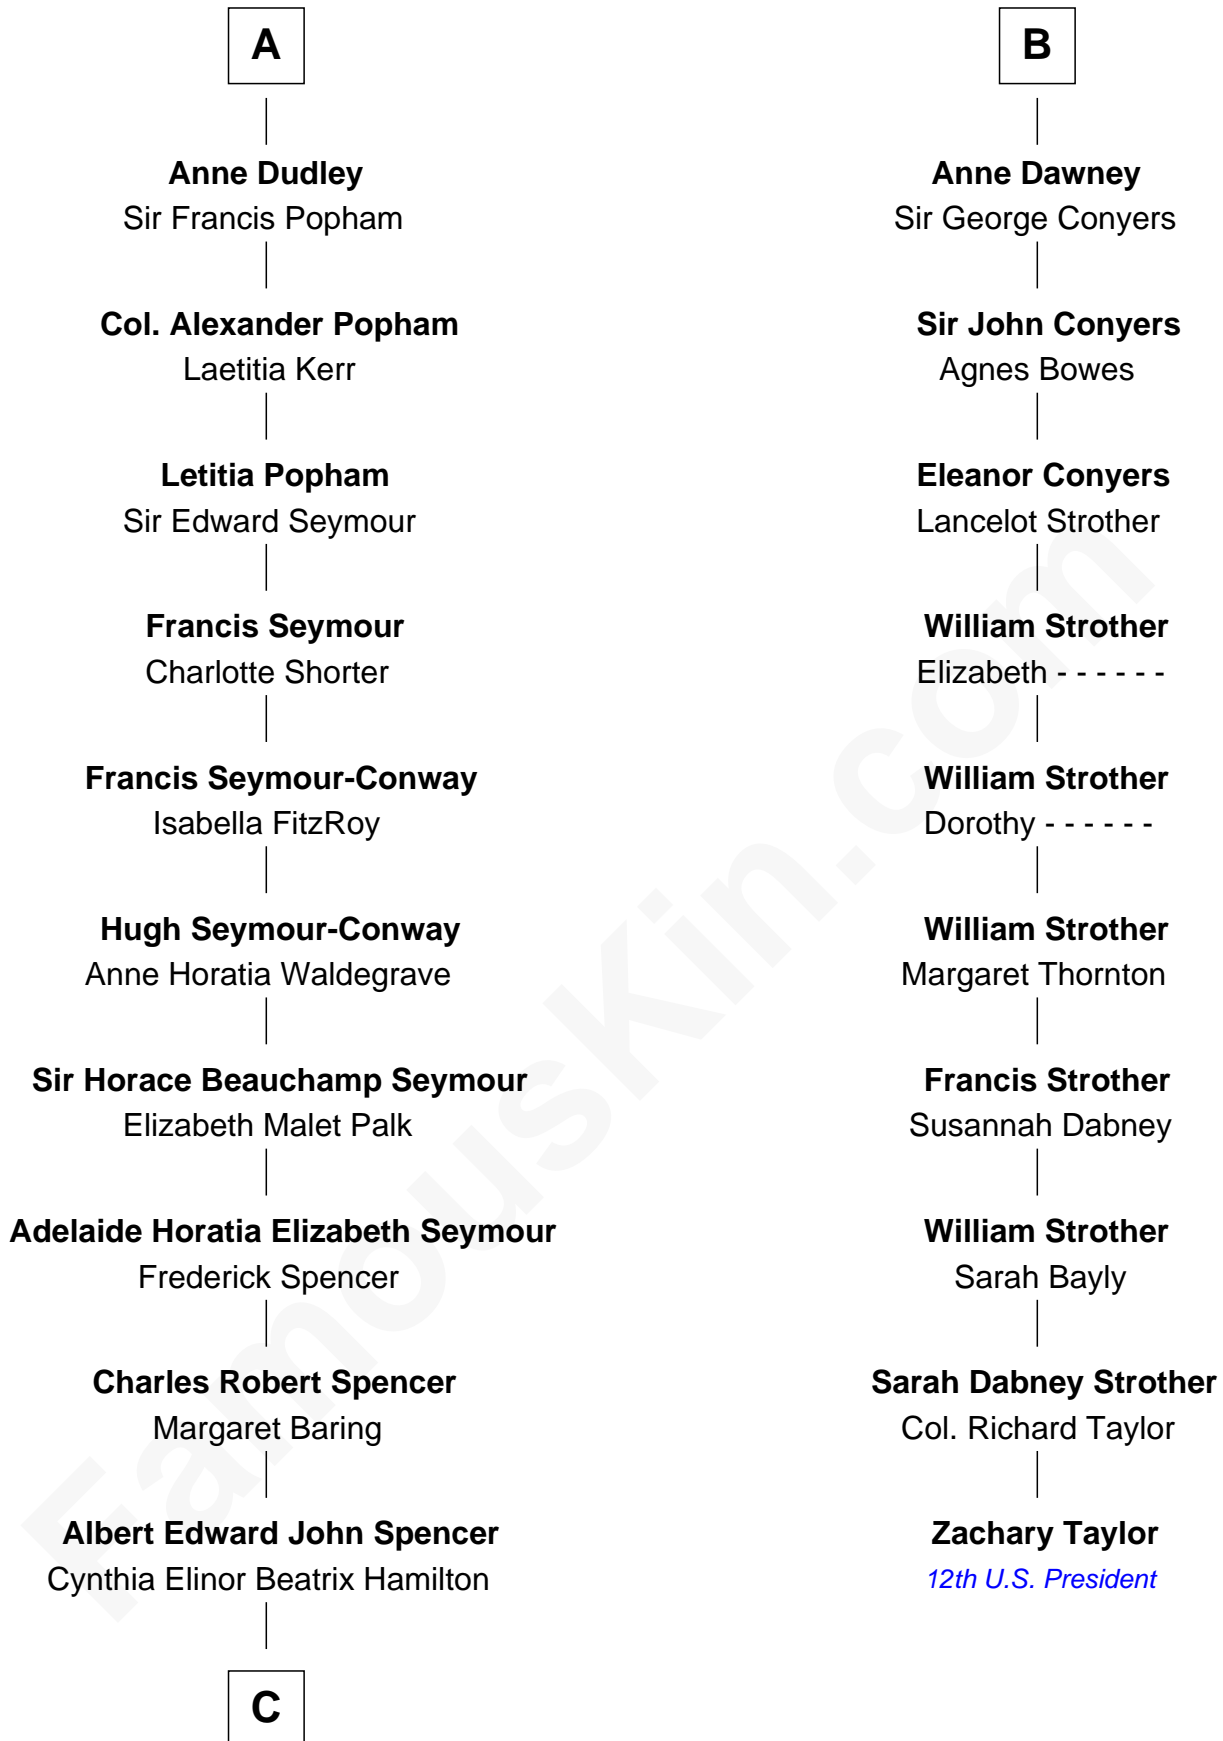 A
Anne Dudley
Sir Francis Popham
Col. Alexander Popham
Laetitia Kerr
Letitia Popham
Sir Edward Seymour
Francis Seymour
Charlotte Shorter
Francis Seymour-Conway
Isabella FitzRoy
Hugh Seymour-Conway
Anne Horatia Waldegrave
Sir Horace Beauchamp Seymour
Elizabeth Malet Palk
Adelaide Horatia Elizabeth Seymour
Frederick Spencer
Charles Robert Spencer
Margaret Baring
Albert Edward John Spencer
Cynthia Elinor Beatrix Hamilton
C
B
Anne Dawney
Sir George Conyers
Sir John Conyers
Agnes Bowes
Eleanor Conyers
Lancelot Strother
William Strother
Elizabeth - - - - - -
William Strother
Dorothy - - - - - -
William Strother
Margaret Thornton
Francis Strother
Susannah Dabney
William Strother
Sarah Bayly
Sarah Dabney Strother
Col. Richard Taylor
Zachary Taylor
12th U.S. President
FamousKin.com